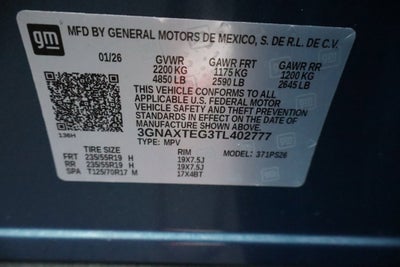 gm
MFD BY GENERAL MOTORS DE MEXICO, S. DE R.L. DE C.V.
01/26 GVWR GAWR FRT GAWR RR
2200 KG 1175 KG 1200 KG
4850 LB 2590 LB 2645 LB
THIS VEHICLE CONFORMS TO ALL
APPLICABLE U.S. FEDERAL MOTOR
VEHICLE SAFETY AND THEFT PREVENTION
STANDARDS IN EFFECT ON THE DATE OF
MANUFACTURE SHOWN ABOVE.
3GNAXTEG3TL402777
136H
TYPE: MPV MODEL: 371PS26
TIRE SIZE RIM
FRT 235/55R19 H 19X7.5J
RR 235/55R19 H 19X7.5J
SPA T125/70R17 M 17X4BT